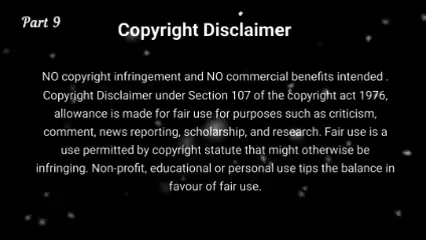 Part 9
Copyright Disclaimer
NO copyright infringement and NO commercial benefits intended .
Copyright Disclaimer under Section 107 of the copyright act 1976,
allowance is made for fair use for purposes such as criticism,
comment, news reporting, scholarship, and research. Fair use is a
use permitted by copyright statute that might otherwise be
infringing. Non-profit, educational or personal use tips the balance in
favour of fair use.